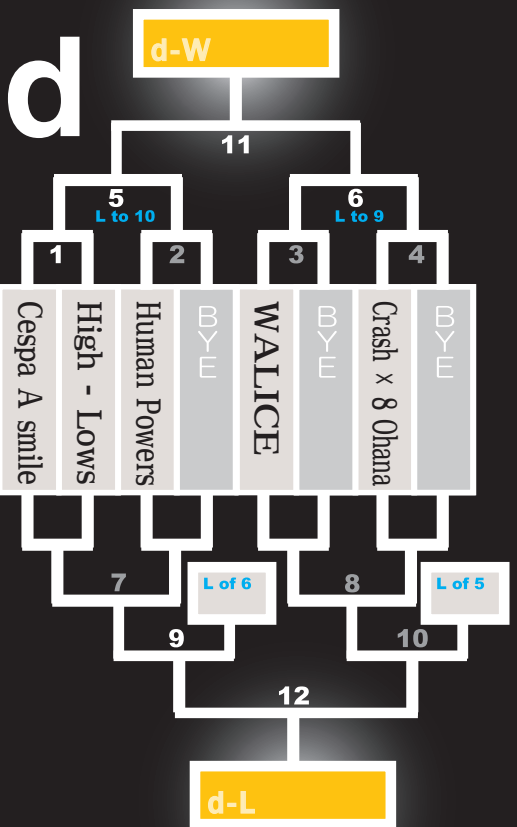 d
d-W
11
5
6
L to 10
L to 9
1
2
3
4
Cespa A smile
High - Lows
Human Powers
BYE
WALICE
BYE
Crash × 8 Ohana
BYE
7
L of 6
8
L of 5
9
10
12
d-L